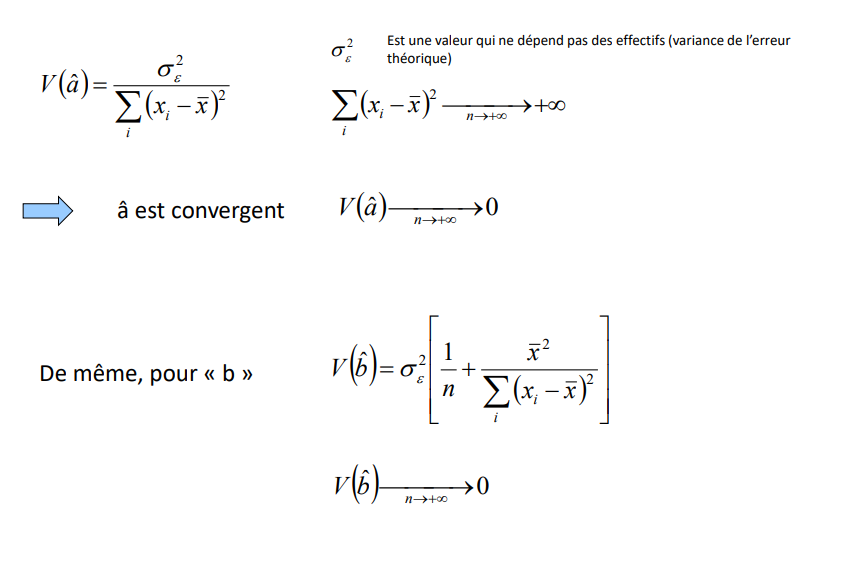 V(â) = σ_ε² / Σ_i (x_i − x̄)²
σ_ε² Est une valeur qui ne dépend pas des effectifs (variance de l’erreur
théorique)
Σ_i (x_i − x̄)² ⟶ +∞
n→+∞
â est convergent V(â) ⟶ 0
n→+∞
De même, pour « b » V(b̂) = σ_ε² [ 1/n + x̄² / Σ_i (x_i − x̄)² ]
V(b̂) ⟶ 0
n→+∞